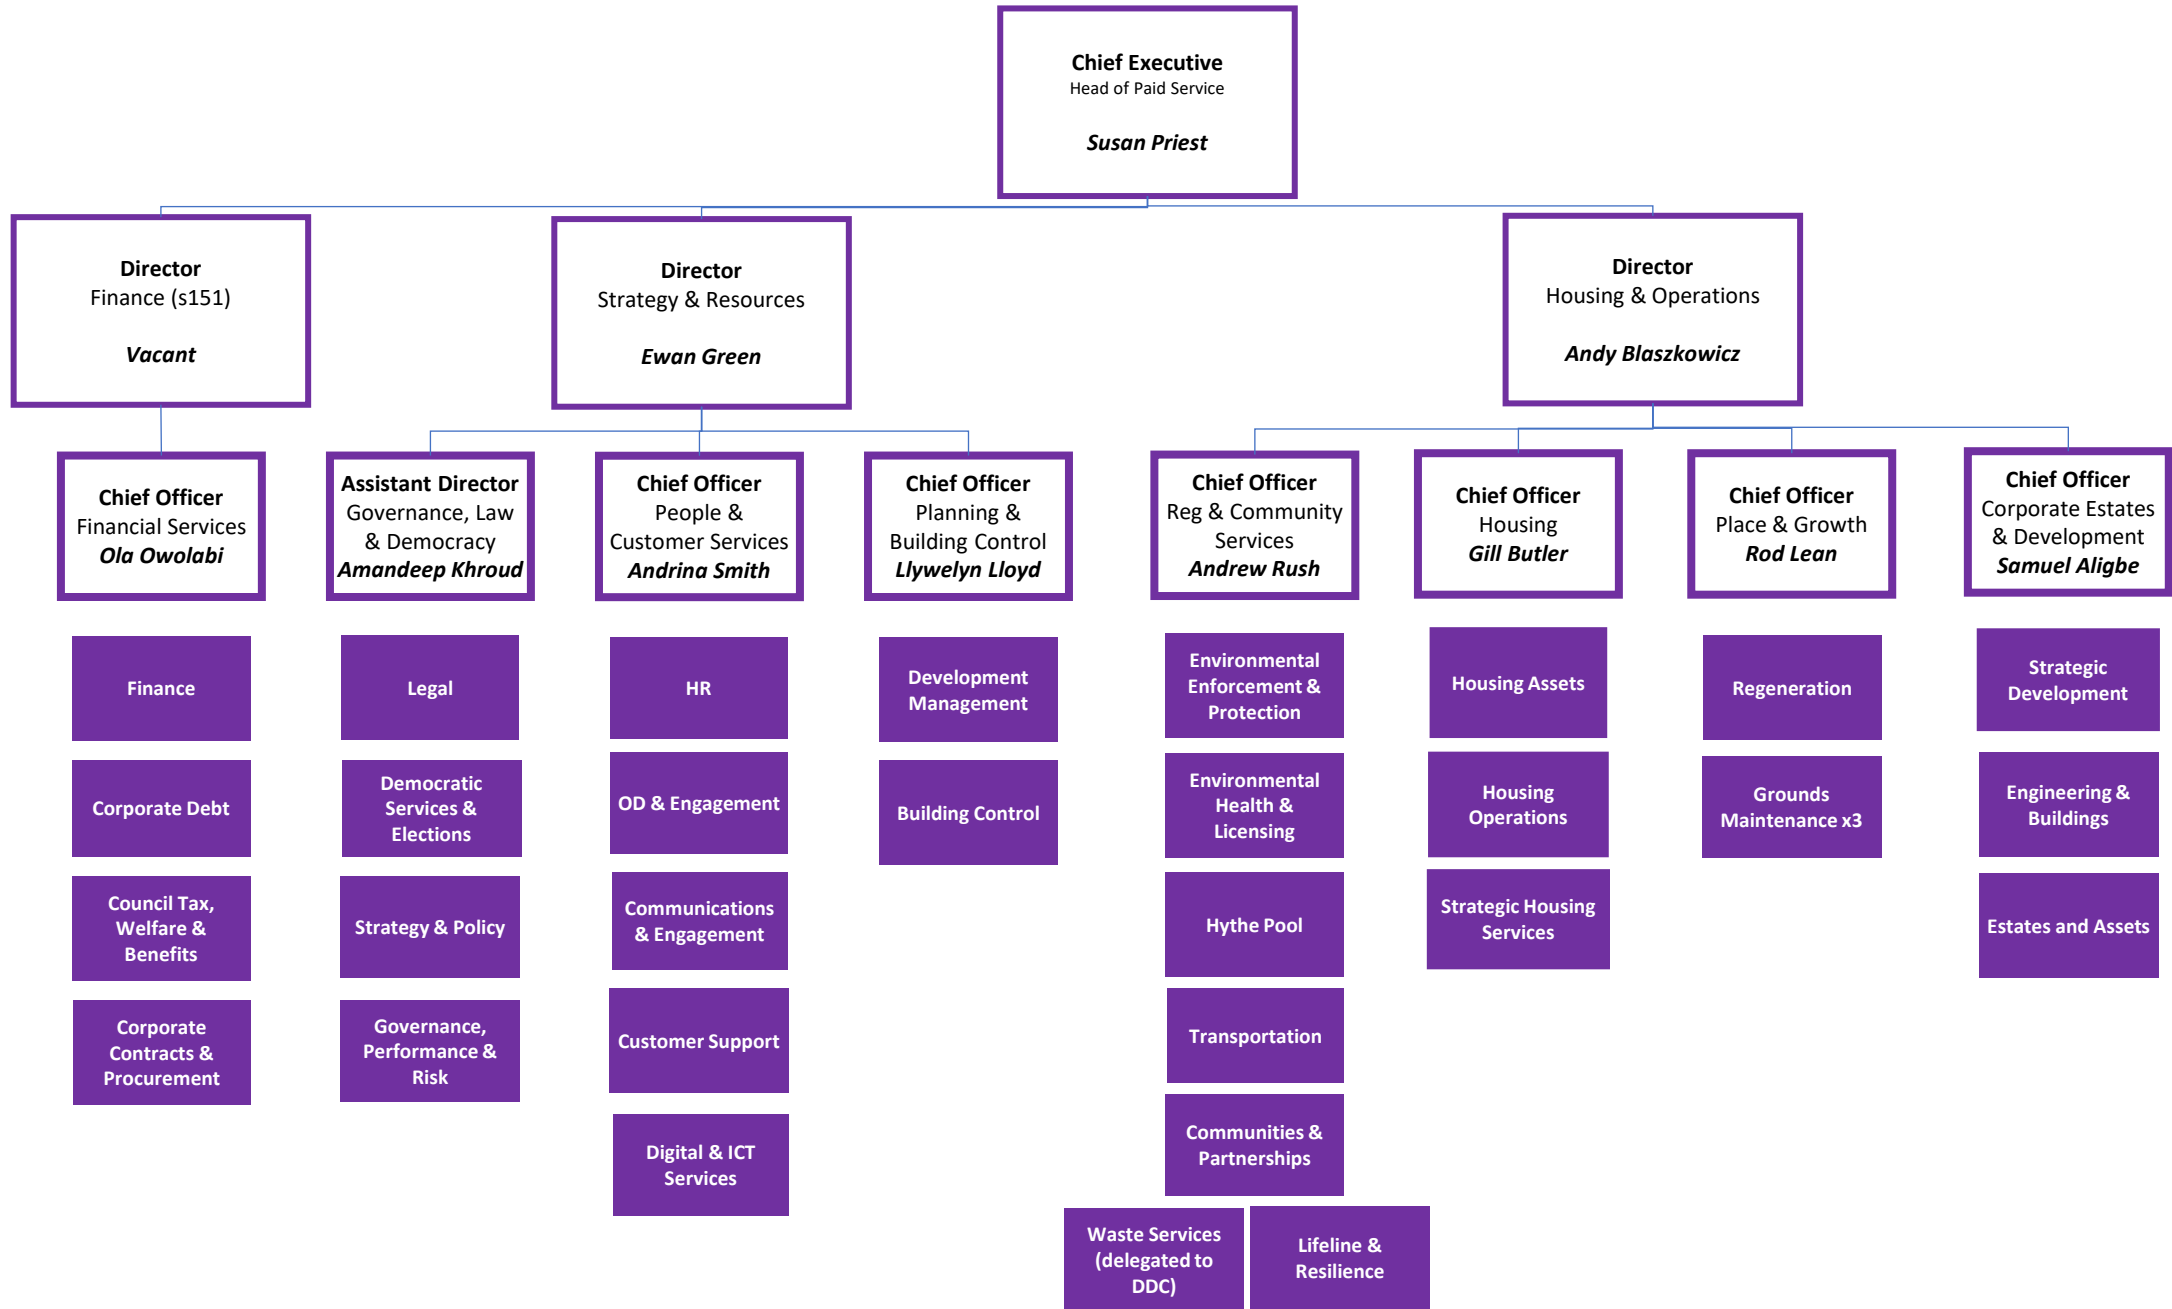 Chief Executive
Head of Paid Service
Susan Priest
Director
Finance (s151)
Vacant
Director
Strategy & Resources
Ewan Green
Director
Housing & Operations
Andy Blaszkowicz
Chief Officer
Financial Services
Ola Owolabi
Assistant Director
Governance, Law
& Democracy
Amandeep Khroud
Chief Officer
People &
Customer Services
Andrina Smith
Chief Officer
Planning &
Building Control
Llywelyn Lloyd
Chief Officer
Reg & Community
Services
Andrew Rush
Chief Officer
Housing
Gill Butler
Chief Officer
Place & Growth
Rod Lean
Chief Officer
Corporate Estates
& Development
Samuel Aligbe
Finance
Corporate Debt
Council Tax,
Welfare &
Benefits
Corporate
Contracts &
Procurement
Legal
Democratic
Services &
Elections
Strategy & Policy
Governance,
Performance &
Risk
HR
OD & Engagement
Communications
& Engagement
Customer Support
Digital & ICT
Services
Development
Management
Building Control
Environmental
Enforcement &
Protection
Environmental
Health &
Licensing
Hythe Pool
Transportation
Communities &
Partnerships
Waste Services
(delegated to
DDC)
Lifeline &
Resilience
Housing Assets
Housing
Operations
Strategic Housing
Services
Regeneration
Grounds
Maintenance x3
Strategic
Development
Engineering &
Buildings
Estates and Assets